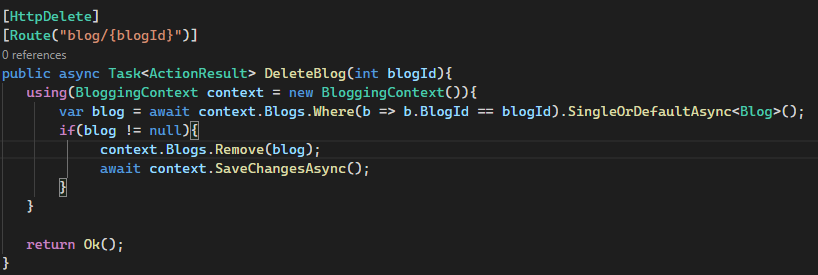 [HttpDelete]
[Route("blog/{blogId}")]
0 references
public async Task<ActionResult> DeleteBlog(int blogId){
using(BloggingContext context = new BloggingContext()){
var blog = await context.Blogs.Where(b => b.BlogId == blogId).SingleOrDefaultAsync<Blog>();
if(blog != null){
context.Blogs.Remove(blog);
await context.SaveChangesAsync();
}
}
return Ok();
}